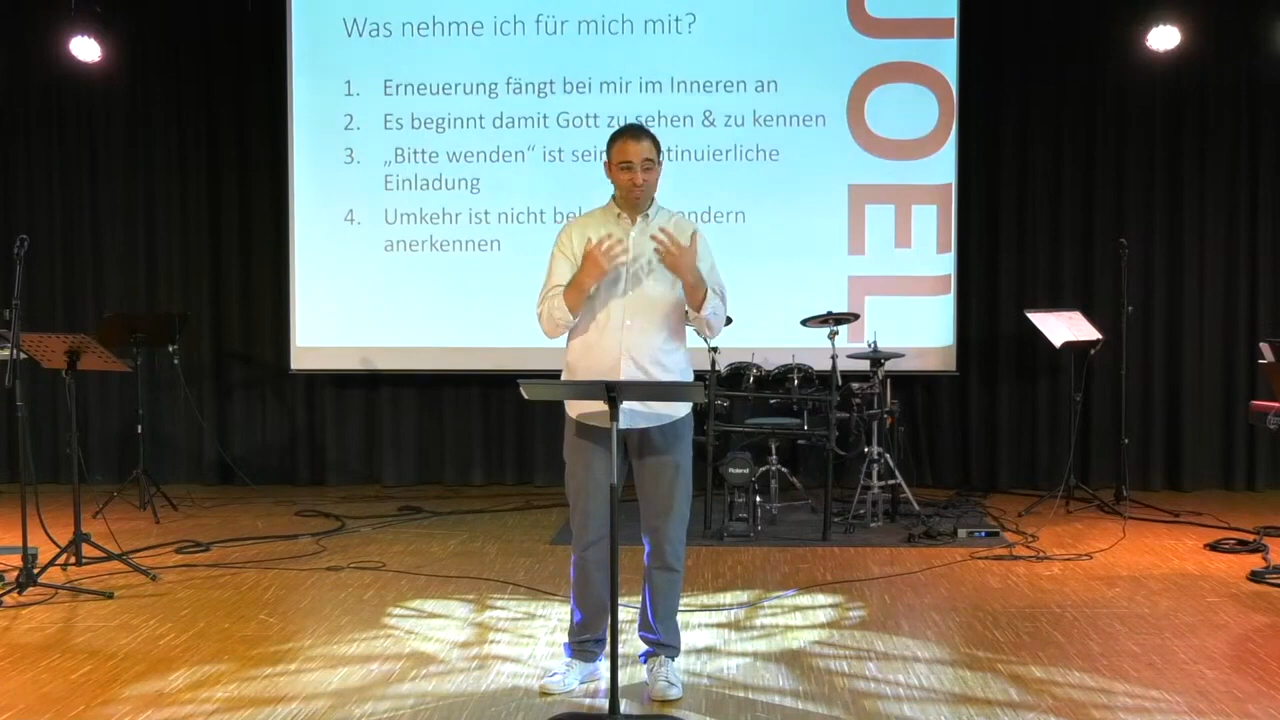 Was nehme ich für mich mit?
1. Erneuerung fängt bei mir im Inneren an
2. Es beginnt damit Gott zu sehen & zu kennen
3. „Bitte wenden“ ist
Einladung
4. Umkehr ist nicht
anerkennen
JOEL
Roland